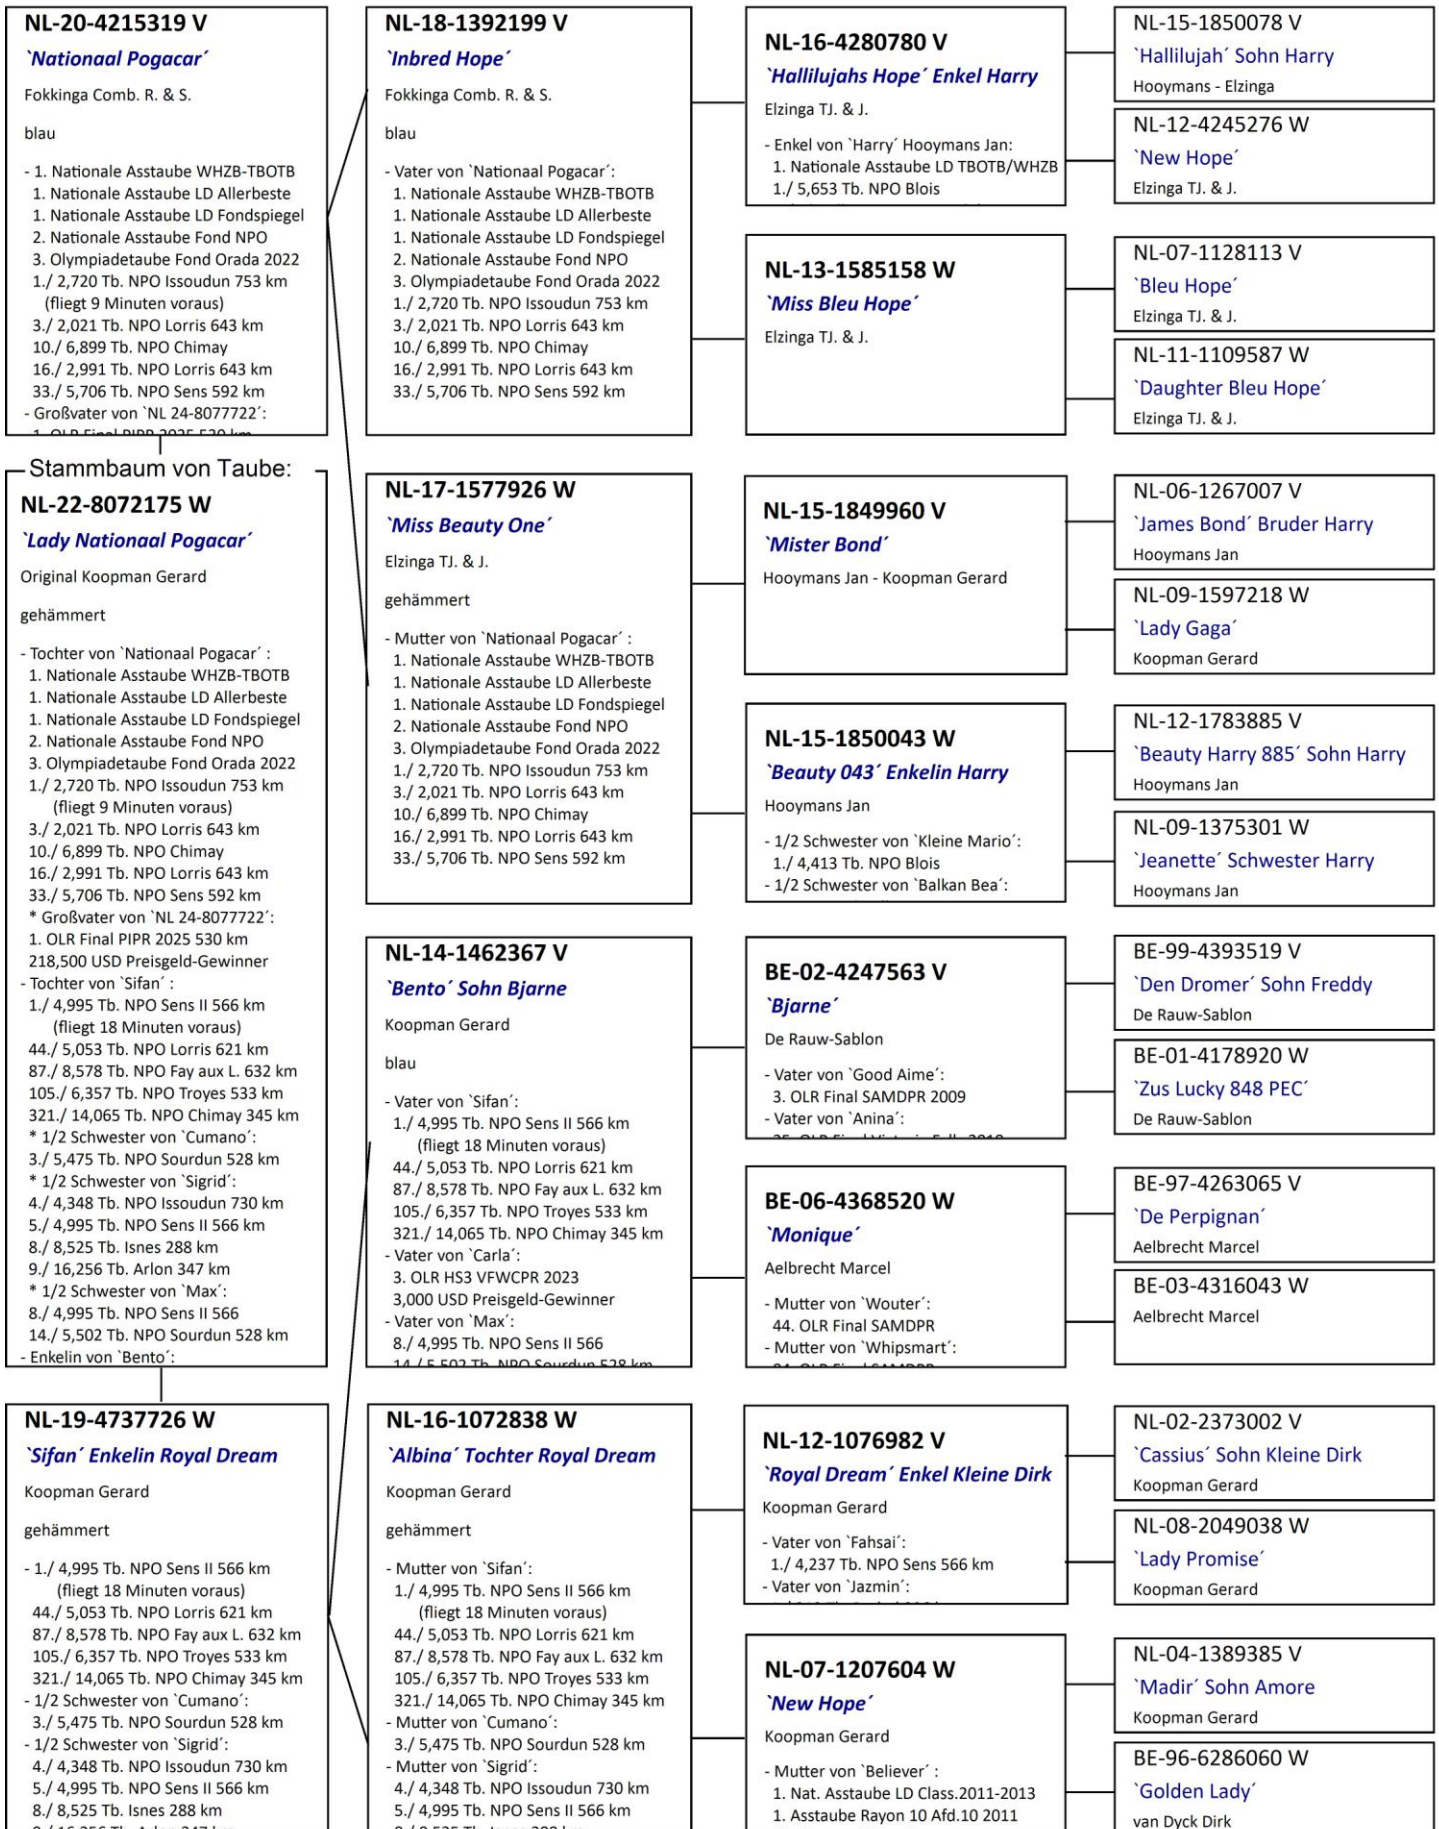 NL-20-4215319 V
`Nationaal Pogacar´
Fokkinga Comb. R. & S.
blau
- 1. Nationale Asstaube WHZB-TBOTB
1. Nationale Asstaube LD Allerbeste
1. Nationale Asstaube LD Fondspiegel
2. Nationale Asstaube Fond NPO
3. Olympiadetaube Fond Orada 2022
1./ 2,720 Tb. NPO Issoudun 753 km
(fliegt 9 Minuten voraus)
3./ 2,021 Tb. NPO Lorris 643 km
10./ 6,899 Tb. NPO Chimay
16./ 2,991 Tb. NPO Lorris 643 km
33./ 5,706 Tb. NPO Sens 592 km
- Großvater von `NL 24-8077722´:
1. OLR Final PIPR 2025 530 km
Stammbaum von Taube:
NL-22-8072175 W
`Lady Nationaal Pogacar´
Original Koopman Gerard
gehämmert
- Tochter von `Nationaal Pogacar´ :
1. Nationale Asstaube WHZB-TBOTB
1. Nationale Asstaube LD Allerbeste
1. Nationale Asstaube LD Fondspiegel
2. Nationale Asstaube Fond NPO
3. Olympiadetaube Fond Orada 2022
1./ 2,720 Tb. NPO Issoudun 753 km
(fliegt 9 Minuten voraus)
3./ 2,021 Tb. NPO Lorris 643 km
10./ 6,899 Tb. NPO Chimay
16./ 2,991 Tb. NPO Lorris 643 km
33./ 5,706 Tb. NPO Sens 592 km
* Großvater von `NL 24-8077722´:
1. OLR Final PIPR 2025 530 km
218,500 USD Preisgeld-Gewinner
- Tochter von `Sifan´ :
1./ 4,995 Tb. NPO Sens II 566 km
(fliegt 18 Minuten voraus)
44./ 5,053 Tb. NPO Lorris 621 km
87./ 8,578 Tb. NPO Fay aux L. 632 km
105./ 6,357 Tb. NPO Troyes 533 km
321./ 14,065 Tb. NPO Chimay 345 km
* 1/2 Schwester von `Cumano´:
3./ 5,475 Tb. NPO Sourdun 528 km
* 1/2 Schwester von `Sigrid´:
4./ 4,348 Tb. NPO Issoudun 730 km
5./ 4,995 Tb. NPO Sens II 566 km
8./ 8,525 Tb. Isnes 288 km
9./ 16,256 Tb. Arlon 347 km
* 1/2 Schwester von `Max´:
8./ 4,995 Tb. NPO Sens II 566
14./ 5,502 Tb. NPO Sourdun 528 km
- Enkelin von `Bento´:
NL-19-4737726 W
`Sifan´ Enkelin Royal Dream
Koopman Gerard
gehämmert
- 1./ 4,995 Tb. NPO Sens II 566 km
(fliegt 18 Minuten voraus)
44./ 5,053 Tb. NPO Lorris 621 km
87./ 8,578 Tb. NPO Fay aux L. 632 km
105./ 6,357 Tb. NPO Troyes 533 km
321./ 14,065 Tb. NPO Chimay 345 km
- 1/2 Schwester von `Cumano´:
3./ 5,475 Tb. NPO Sourdun 528 km
- 1/2 Schwester von `Sigrid´:
4./ 4,348 Tb. NPO Issoudun 730 km
5./ 4,995 Tb. NPO Sens II 566 km
8./ 8,525 Tb. Isnes 288 km
9./ 16,256 Tb. Arlon 347 km
NL-18-1392199 V
`Inbred Hope´
Fokkinga Comb. R. & S.
blau
- Vater von `Nationaal Pogacar´:
1. Nationale Asstaube WHZB-TBOTB
1. Nationale Asstaube LD Allerbeste
1. Nationale Asstaube LD Fondspiegel
2. Nationale Asstaube Fond NPO
3. Olympiadetaube Fond Orada 2022
1./ 2,720 Tb. NPO Issoudun 753 km
3./ 2,021 Tb. NPO Lorris 643 km
10./ 6,899 Tb. NPO Chimay
16./ 2,991 Tb. NPO Lorris 643 km
33./ 5,706 Tb. NPO Sens 592 km
NL-17-1577926 W
`Miss Beauty One´
Elzinga TJ. & J.
gehämmert
- Mutter von `Nationaal Pogacar´ :
1. Nationale Asstaube WHZB-TBOTB
1. Nationale Asstaube LD Allerbeste
1. Nationale Asstaube LD Fondspiegel
2. Nationale Asstaube Fond NPO
3. Olympiadetaube Fond Orada 2022
1./ 2,720 Tb. NPO Issoudun 753 km
3./ 2,021 Tb. NPO Lorris 643 km
10./ 6,899 Tb. NPO Chimay
16./ 2,991 Tb. NPO Lorris 643 km
33./ 5,706 Tb. NPO Sens 592 km
NL-14-1462367 V
`Bento´ Sohn Bjarne
Koopman Gerard
blau
- Vater von `Sifan´:
1./ 4,995 Tb. NPO Sens II 566 km
(fliegt 18 Minuten voraus)
44./ 5,053 Tb. NPO Lorris 621 km
87./ 8,578 Tb. NPO Fay aux L. 632 km
105./ 6,357 Tb. NPO Troyes 533 km
321./ 14,065 Tb. NPO Chimay 345 km
- Vater von `Carla´:
3. OLR HS3 VFWCPR 2023
3,000 USD Preisgeld-Gewinner
- Vater von `Max´:
8./ 4,995 Tb. NPO Sens II 566
14./ 5,502 Tb. NPO Sourdun 528 km
NL-16-1072838 W
`Albina´ Tochter Royal Dream
Koopman Gerard
gehämmert
- Mutter von `Sifan´:
1./ 4,995 Tb. NPO Sens II 566 km
(fliegt 18 Minuten voraus)
44./ 5,053 Tb. NPO Lorris 621 km
87./ 8,578 Tb. NPO Fay aux L. 632 km
105./ 6,357 Tb. NPO Troyes 533 km
321./ 14,065 Tb. NPO Chimay 345 km
- Mutter von `Cumano´:
3./ 5,475 Tb. NPO Sourdun 528 km
- Mutter von `Sigrid´:
4./ 4,348 Tb. NPO Issoudun 730 km
5./ 4,995 Tb. NPO Sens II 566 km
8./ 8,525 Tb. Isnes 288 km
NL-16-4280780 V
`Hallilujahs Hope´ Enkel Harry
Elzinga TJ. & J.
- Enkel von `Harry´ Hooymans Jan:
1. Nationale Asstaube LD TBOTB/WHZB
1./ 5,653 Tb. NPO Blois
NL-13-1585158 W
`Miss Bleu Hope´
Elzinga TJ. & J.
NL-15-1849960 V
`Mister Bond´
Hooymans Jan - Koopman Gerard
NL-15-1850043 W
`Beauty 043´ Enkelin Harry
Hooymans Jan
- 1/2 Schwester von `Kleine Mario´:
1./ 4,413 Tb. NPO Blois
- 1/2 Schwester von `Balkan Bea´:
BE-02-4247563 V
`Bjarne´
De Rauw-Sablon
- Vater von `Good Aime´:
3. OLR Final SAMDPR 2009
- Vater von `Anina´:
BE-06-4368520 W
`Monique´
Aelbrecht Marcel
- Mutter von `Wouter´:
44. OLR Final SAMDPR
- Mutter von `Whipsmart´:
NL-12-1076982 V
`Royal Dream´ Enkel Kleine Dirk
Koopman Gerard
- Vater von `Fahsai´:
1./ 4,237 Tb. NPO Sens 566 km
- Vater von `Jazmin´:
NL-07-1207604 W
`New Hope´
Koopman Gerard
- Mutter von `Believer´ :
1. Nat. Asstaube LD Class.2011-2013
1. Asstaube Rayon 10 Afd.10 2011
NL-15-1850078 V
`Hallilujah´ Sohn Harry
Hooymans - Elzinga
NL-12-4245276 W
`New Hope´
Elzinga TJ. & J.
NL-07-1128113 V
`Bleu Hope´
Elzinga TJ. & J.
NL-11-1109587 W
`Daughter Bleu Hope´
Elzinga TJ. & J.
NL-06-1267007 V
`James Bond´ Bruder Harry
Hooymans Jan
NL-09-1597218 W
`Lady Gaga´
Koopman Gerard
NL-12-1783885 V
`Beauty Harry 885´ Sohn Harry
Hooymans Jan
NL-09-1375301 W
`Jeanette´ Schwester Harry
Hooymans Jan
BE-99-4393519 V
`Den Dromer´ Sohn Freddy
De Rauw-Sablon
BE-01-4178920 W
`Zus Lucky 848 PEC´
De Rauw-Sablon
BE-97-4263065 V
`De Perpignan´
Aelbrecht Marcel
BE-03-4316043 W
Aelbrecht Marcel
NL-02-2373002 V
`Cassius´ Sohn Kleine Dirk
Koopman Gerard
NL-08-2049038 W
`Lady Promise´
Koopman Gerard
NL-04-1389385 V
`Madir´ Sohn Amore
Koopman Gerard
BE-96-6286060 W
`Golden Lady´
van Dyck Dirk